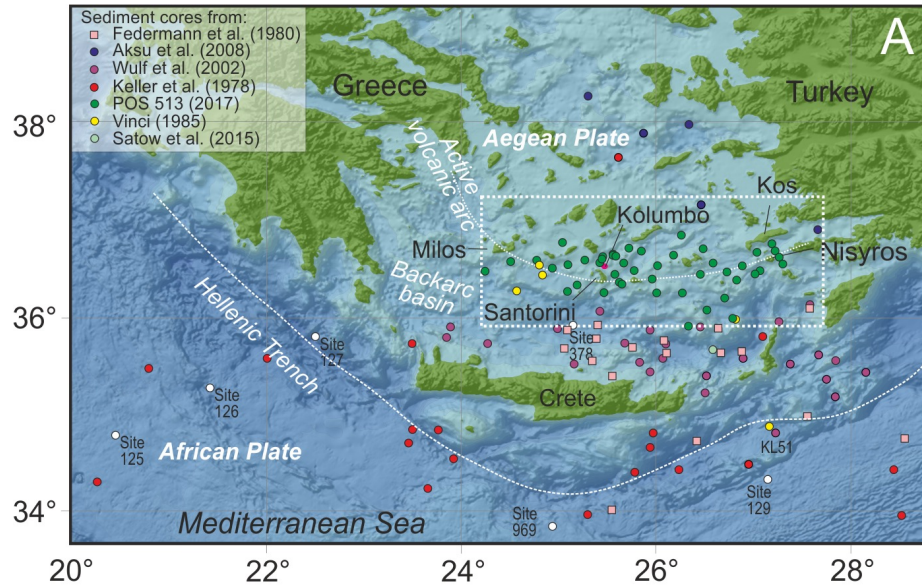 Sediment cores from:
Federmann et al. (1980)
Aksu et al. (2008)
Wulf et al. (2002)
Keller et al. (1978)
POS 513 (2017)
Vinci (1985)
Satow et al. (2015)
A
Greece
Turkey
38°
38°
Aegean Plate
Active
volcanic arc
Kos
Kolumbo
Milos
Nisyros
Backarc
basin
Santorini
36°
36°
Hellenic Trench
Site
127
Site
378
Crete
Site
126
Site
125
African Plate
KL51
Site
129
34°
34°
Site
969
Mediterranean Sea
20°
22°
24°
26°
28°